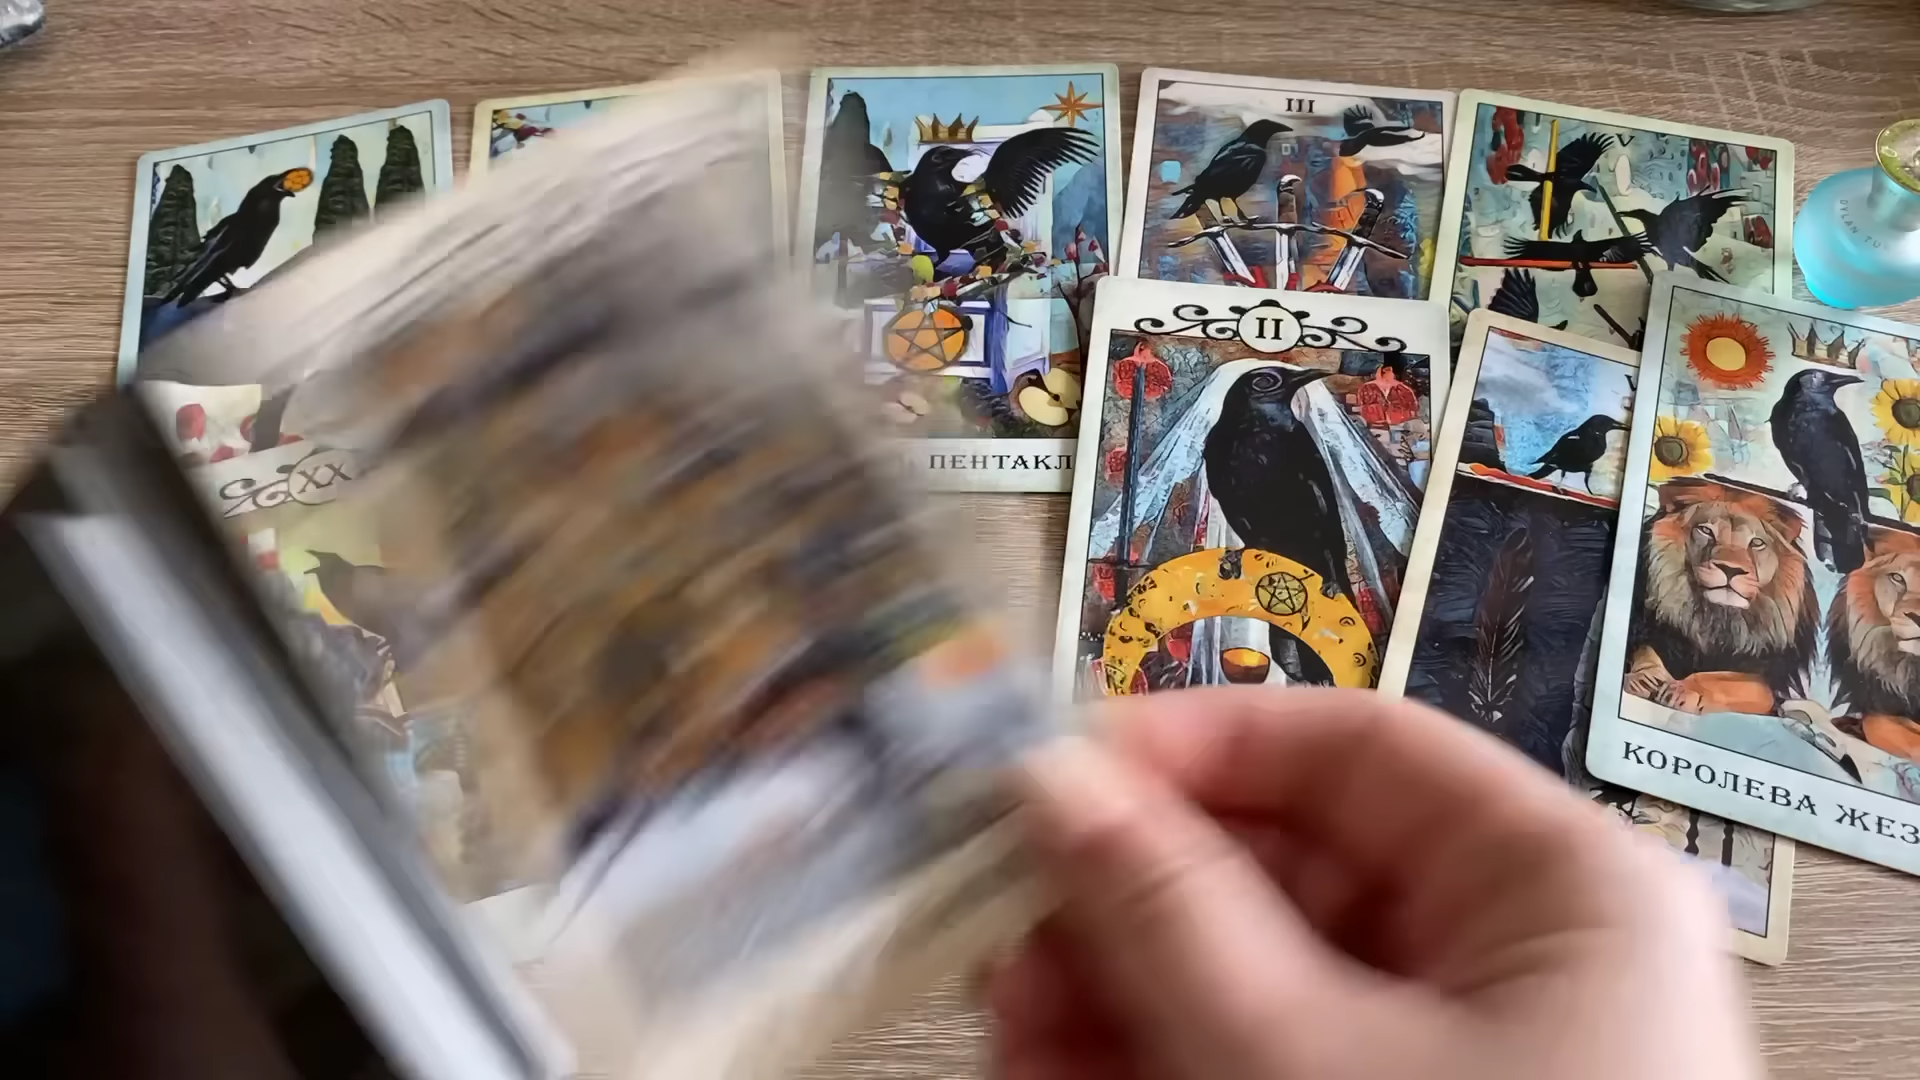 III
V
II
ПЕНТАКЛ
XX
КОРОЛЕВА ЖЕЗ